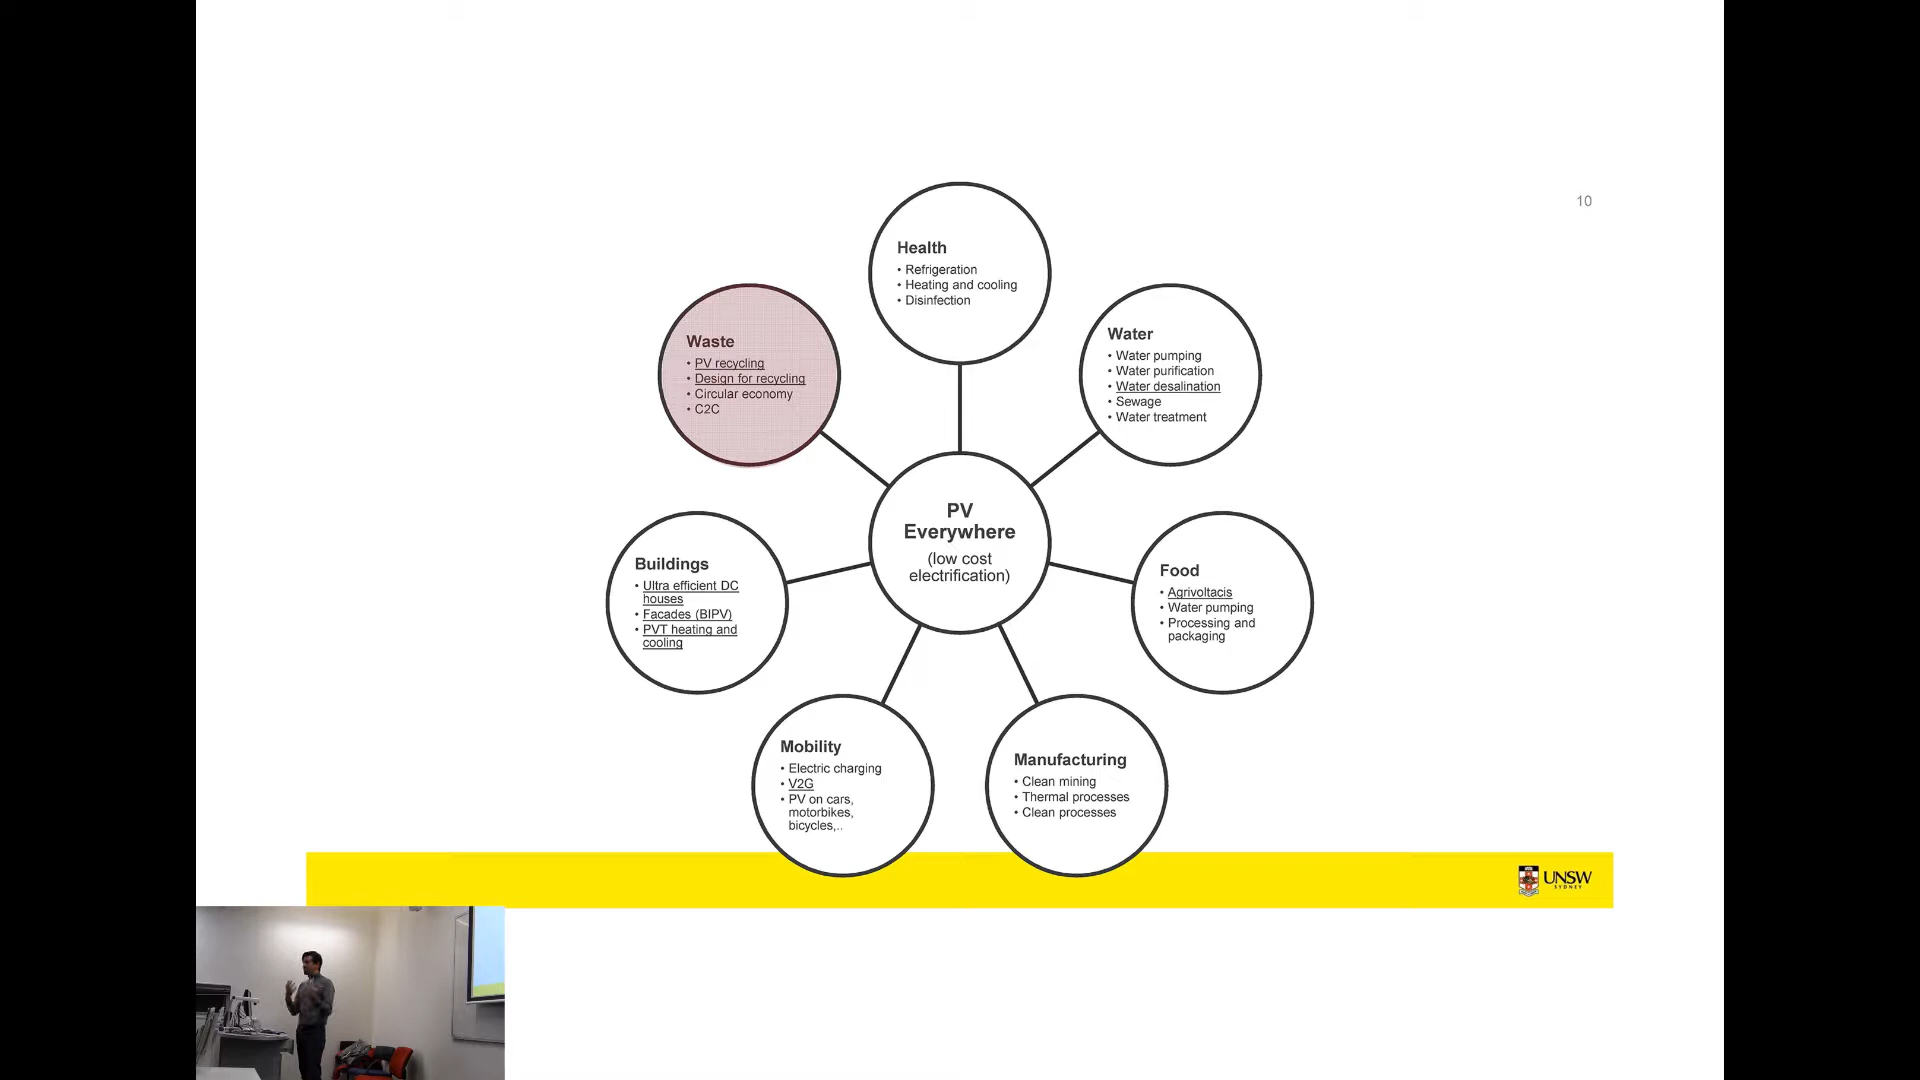 10
Health
• Refrigeration
• Heating and cooling
• Disinfection
Waste
• PV recycling
• Design for recycling
• Circular economy
• C2C
Water
• Water pumping
• Water purification
• Water desalination
• Sewage
• Water treatment
PV
Everywhere
(low cost
electrification)
Buildings
• Ultra efficient DC
houses
• Facades (BIPV)
• PVT heating and
cooling
Food
• Agrivoltacis
• Water pumping
• Processing and
packaging
Mobility
• Electric charging
• V2G
• PV on cars,
motorbikes,
bicycles,..
Manufacturing
• Clean mining
• Thermal processes
• Clean processes
UNSW
SYDNEY